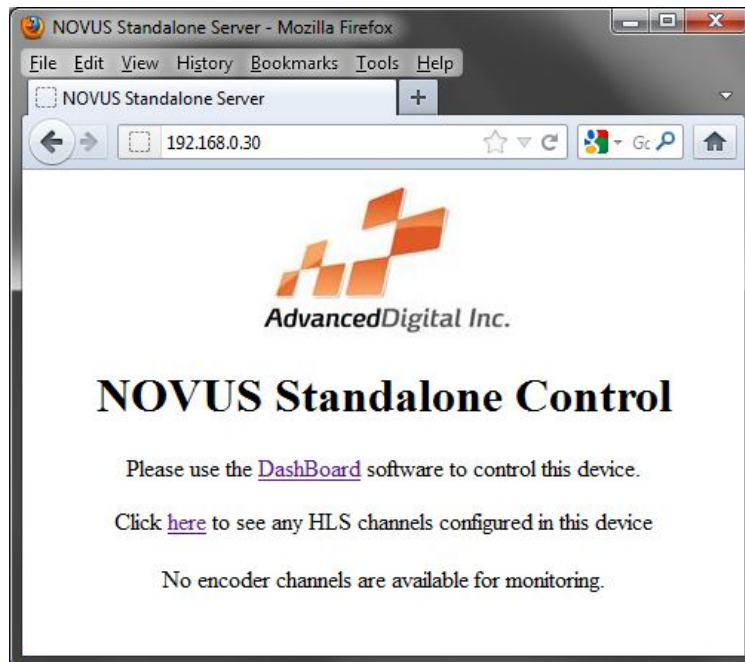 NOVUS Standalone Server - Mozilla Firefox
File Edit View History Bookmarks Tools Help
NOVUS Standalone Server
192.168.0.30
AdvancedDigital Inc.
NOVUS Standalone Control
Please use the DashBoard software to control this device.
Click here to see any HLS channels configured in this device
No encoder channels are available for monitoring.